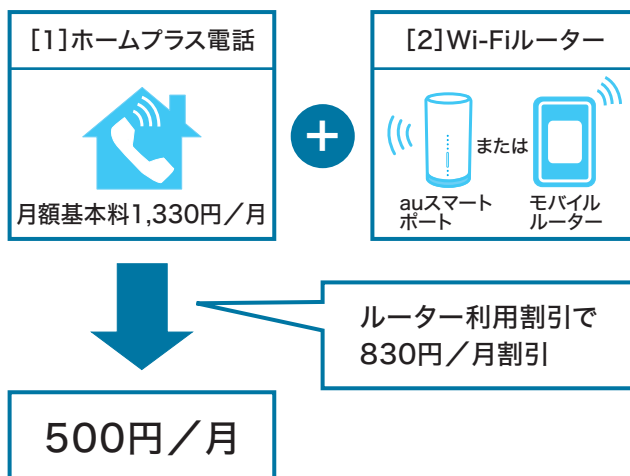 [1]ホームプラス電話
月額基本料1,330円／月
+
[2]Wi-Fiルーター
または
auスマート
ポート
モバイル
ルーター
ルーター利用割引で
830円／月割引
500円／月